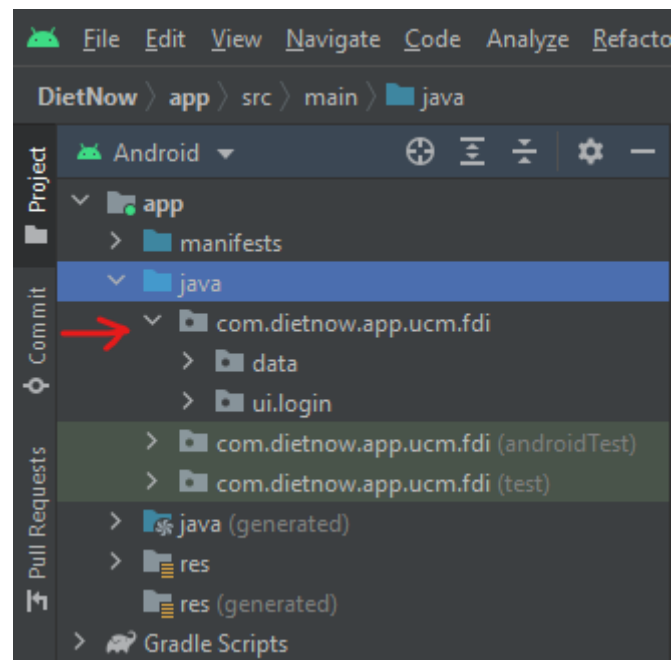 File Edit View Navigate Code Analyze Refacto
DietNow 〉 app 〉 src 〉 main 〉 java
Android
app
manifests
java
com.dietnow.app.ucm.fdi
data
ui.login
com.dietnow.app.ucm.fdi (androidTest)
com.dietnow.app.ucm.fdi (test)
java (generated)
res
res (generated)
Gradle Scripts
Project
Commit
Pull Requests